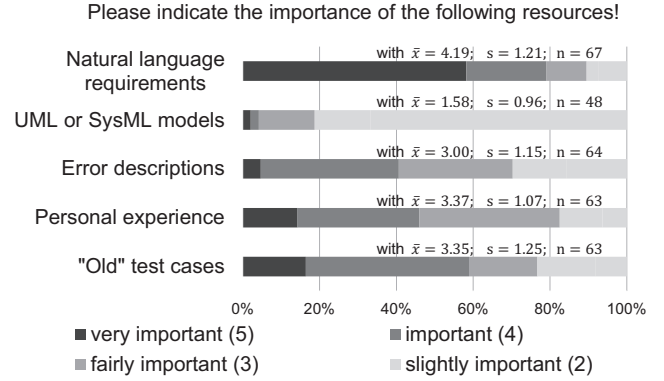 Please indicate the importance of the following resources!
Natural language
requirements
with x̄ = 4.19; s = 1.21; n = 67
UML or SysML models
with x̄ = 1.58; s = 0.96; n = 48
Error descriptions
with x̄ = 3.00; s = 1.15; n = 64
Personal experience
with x̄ = 3.37; s = 1.07; n = 63
"Old" test cases
with x̄ = 3.35; s = 1.25; n = 63
0% 20% 40% 60% 80% 100%
very important (5) important (4)
fairly important (3) slightly important (2)